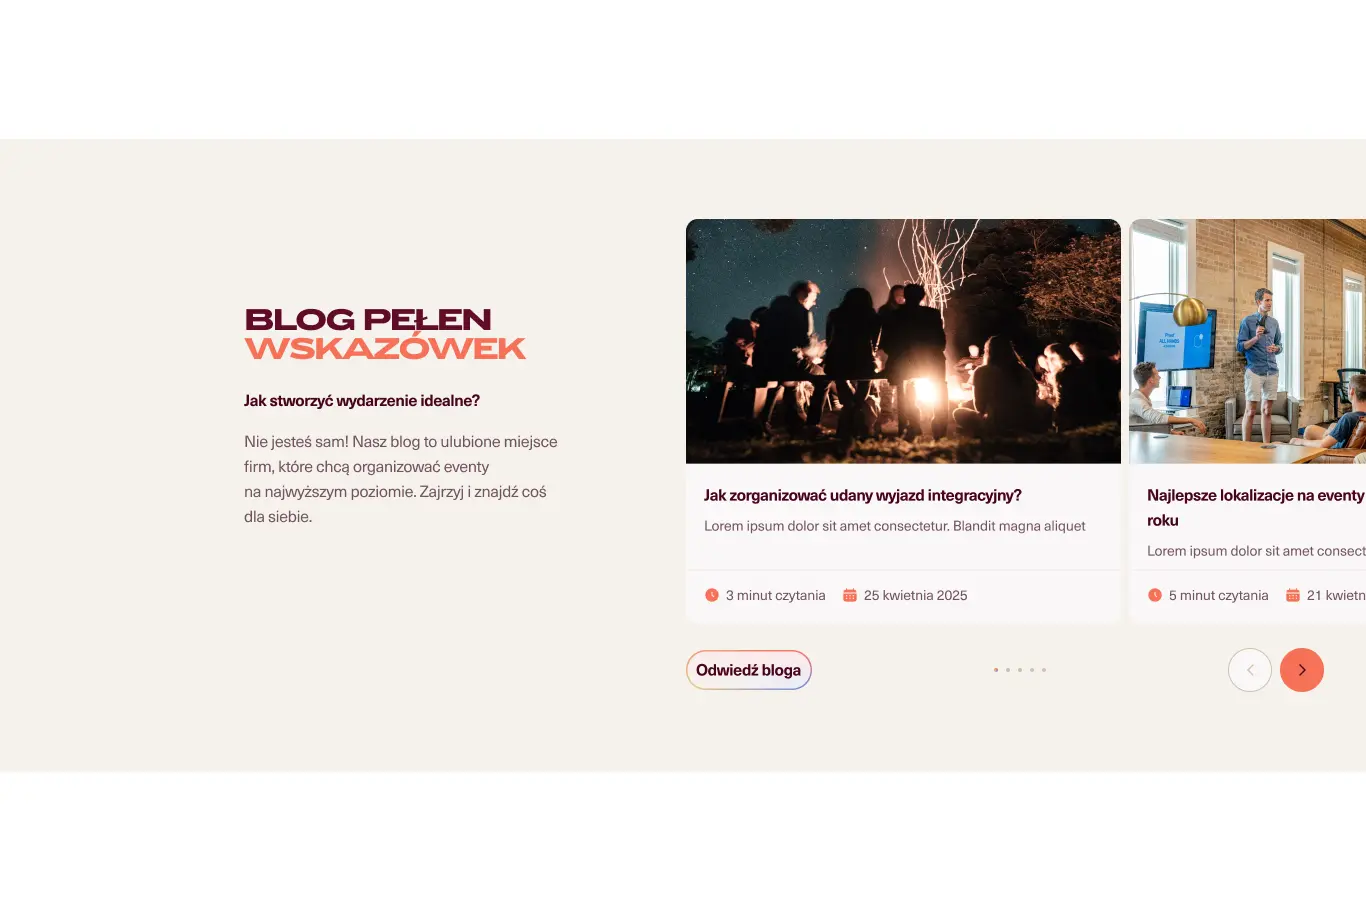 BLOG PEŁEN
WSKAZÓWEK
Jak stworzyć wydarzenie idealne?
Nie jesteś sam! Nasz blog to ulubione miejsce
firm, które chcą organizować eventy
na najwyższym poziomie. Zajrzyj i znajdź coś
dla siebie.
ALL HANDS
Jak zorganizować udany wyjazd integracyjny?
Lorem ipsum dolor sit amet consectetur. Blandit magna aliquet
3 minut czytania
25 kwietnia 2025
Najlepsze lokalizacje na eventy
roku
Lorem ipsum dolor sit amet consect
5 minut czytania
21 kwietn
Odwiedź bloga